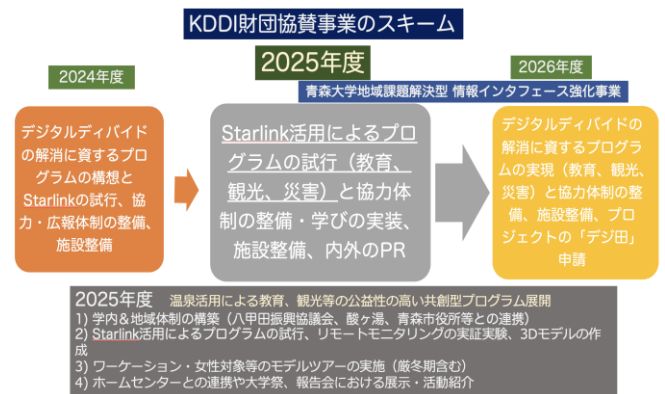 KDDI財団協賛事業のスキーム
2024年度
2025年度
2026年度
青森大学地域課題解決型 情報インタフェース強化事業
デジタルディバイド
の解消に資するプロ
グラムの構想と
Starlinkの試行、協
力・広報体制の整備、
施設整備
Starlink活用によるプロ
グラムの試行（教育、
観光、災害）と協力体
制の整備・学びの実装、
施設整備、内外のPR
デジタルディバイドの
解消に資するプログラ
ムの実現（教育、観光、
災害）と協力体制の整
備、施設整備、プロ
ジェクトの「デジ田」
申請
2025年度 温泉活用による教育、観光等の公益性の高い共創型プログラム展開
1) 学内＆地域体制の構築（八甲田振興協議会、酸ヶ湯、青森市役所等との連携）
2) Starlink活用によるプログラムの試行、リモートモニタリングの実証実験、3Dモデルの作
成
3) ワーケーション・女性対象等のモデルツアーの実施（厳冬期含む）
4) ホームセンターとの連携や大学祭、報告会における展示・活動紹介